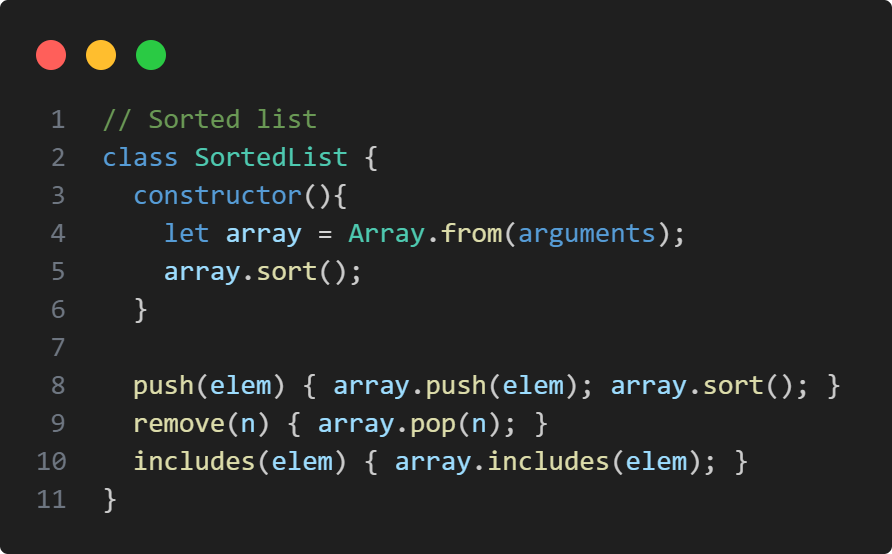 1 // Sorted list
2 class SortedList {
3   constructor(){
4     let array = Array.from(arguments);
5     array.sort();
6   }
7
8   push(elem) { array.push(elem); array.sort(); }
9   remove(n) { array.pop(n); }
10   includes(elem) { array.includes(elem); }
11 }